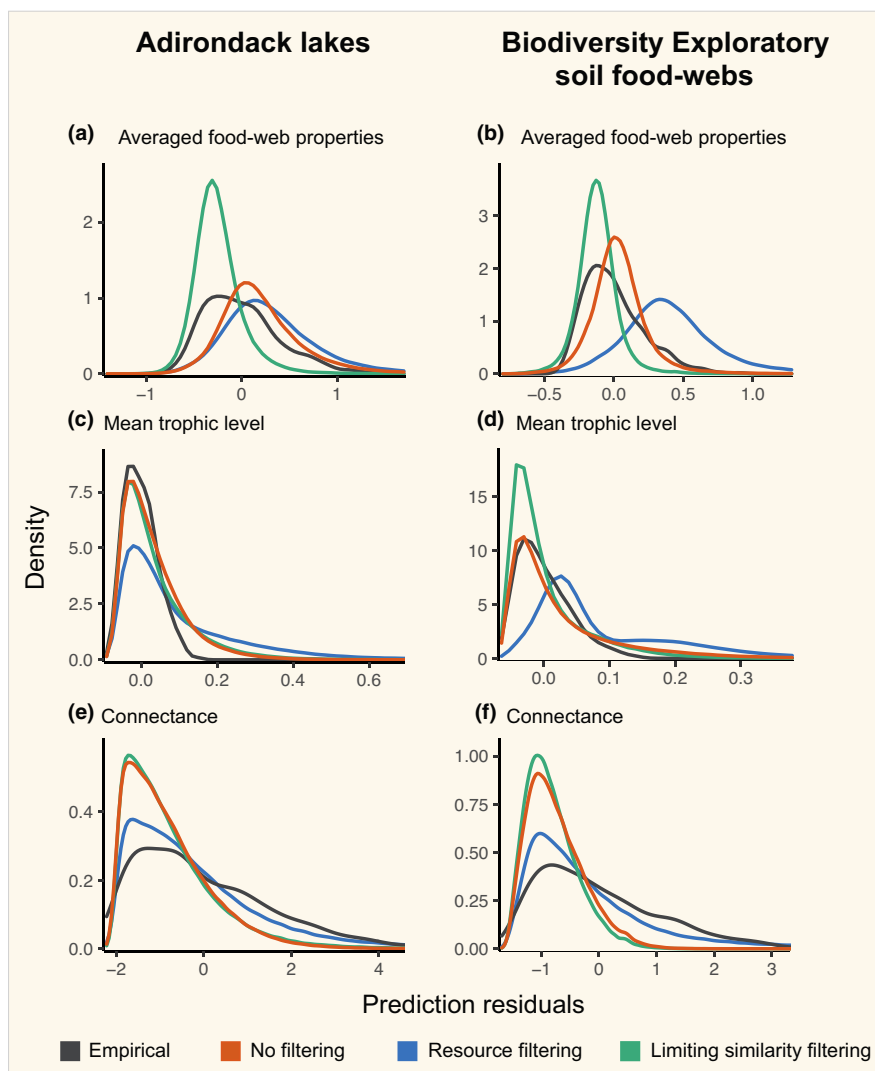 Adirondack lakes
Biodiversity Exploratory
soil food-webs
(a) Averaged food-web properties
2
1
0
−1 0 1
(b) Averaged food-web properties
3
2
1
0
−0.5 0.0 0.5 1.0
(c) Mean trophic level
7.5
5.0
2.5
0.0
0.0 0.2 0.4 0.6
(d) Mean trophic level
15
10
5
0
0.0 0.1 0.2 0.3
(e) Connectance
0.4
0.2
0.0
−2 0 2 4
(f) Connectance
1.00
0.75
0.50
0.25
0.00
−1 0 1 2 3
Density
Prediction residuals
Empirical No filtering Resource filtering Limiting similarity filtering